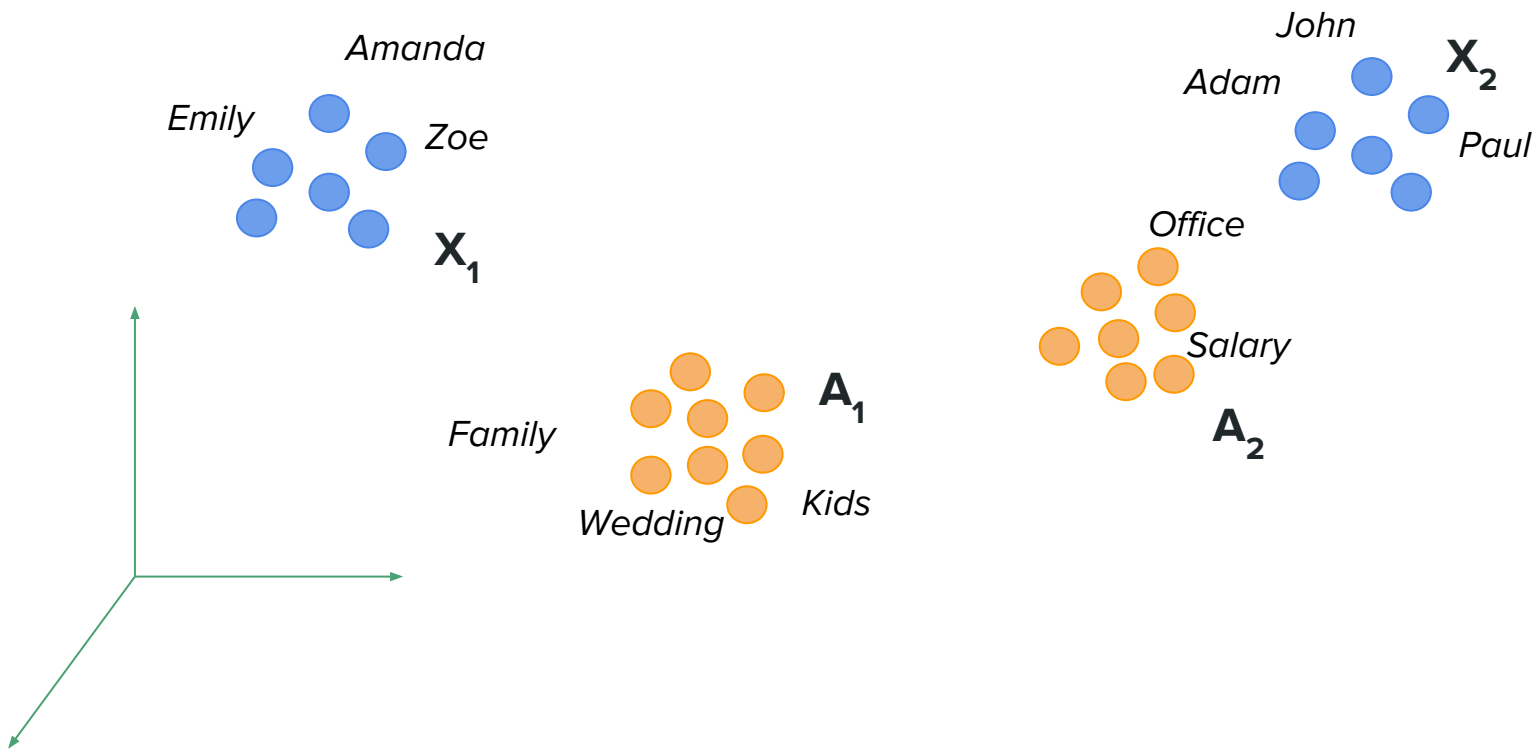 Amanda
Emily
Zoe
X₁
John
X₂
Adam
Paul
Office
Salary
A₂
A₁
Family
Kids
Wedding